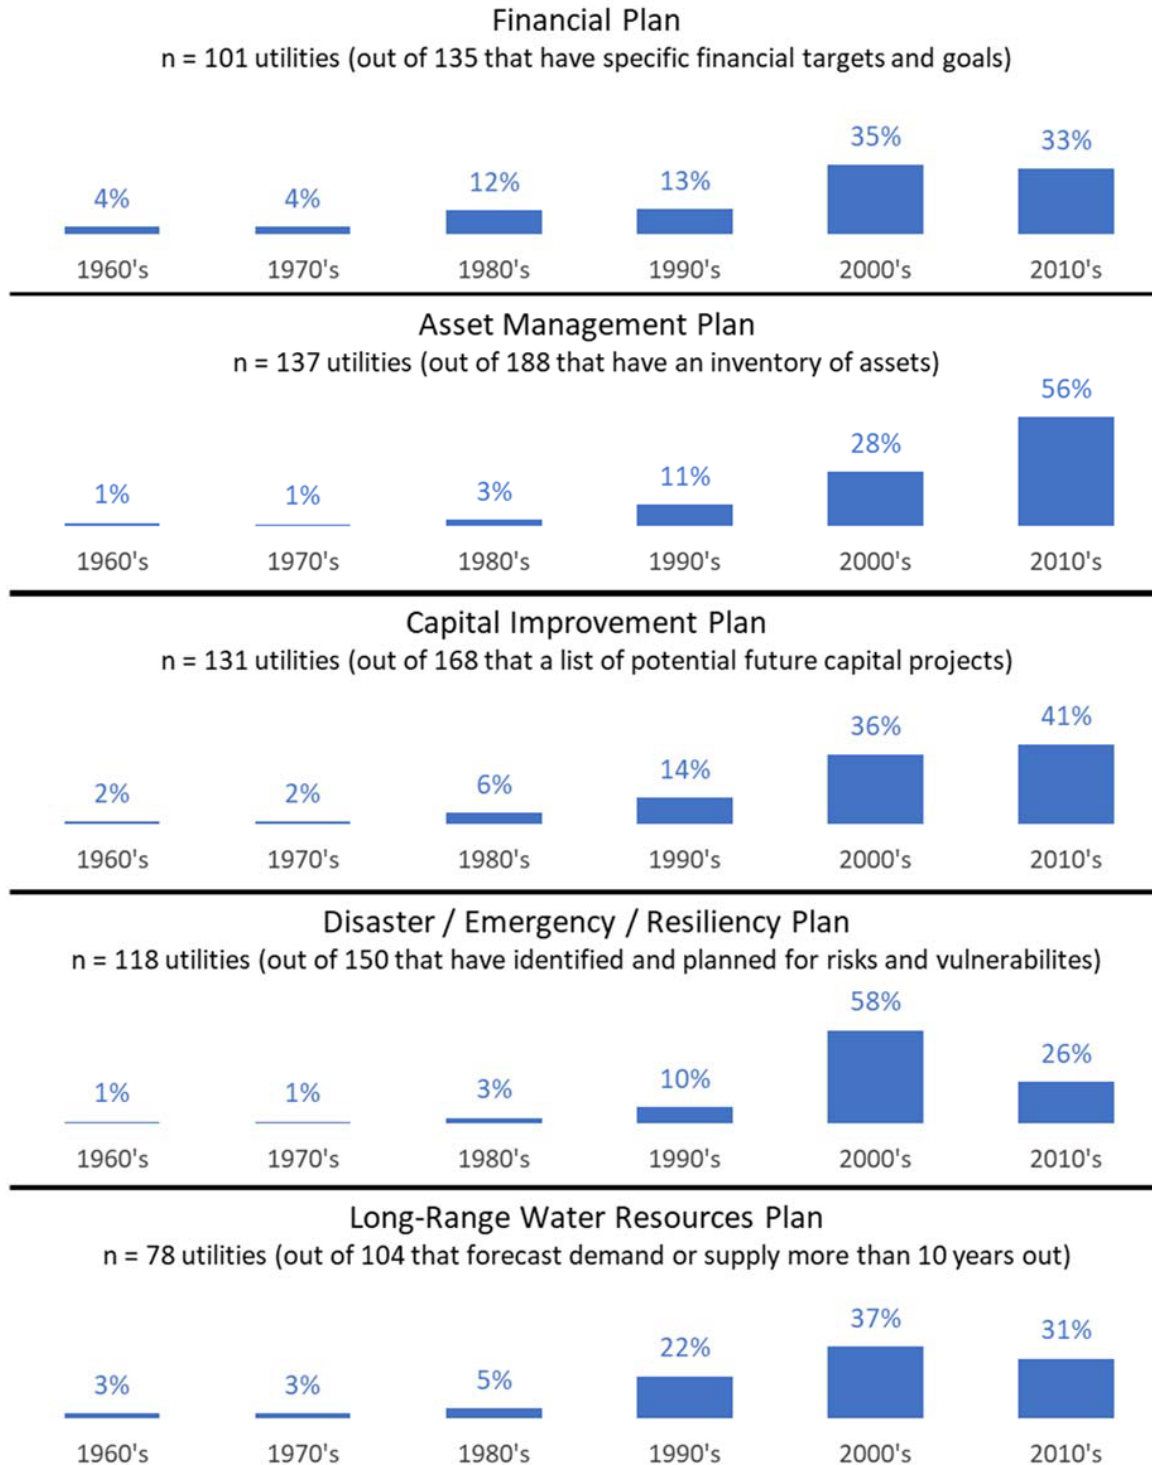 Financial Plan
n = 101 utilities (out of 135 that have specific financial targets and goals)
4% 4% 12% 13% 35% 33%
1960's 1970's 1980's 1990's 2000's 2010's
Asset Management Plan
n = 137 utilities (out of 188 that have an inventory of assets)
1% 1% 3% 11% 28% 56%
1960's 1970's 1980's 1990's 2000's 2010's
Capital Improvement Plan
n = 131 utilities (out of 168 that a list of potential future capital projects)
2% 2% 6% 14% 36% 41%
1960's 1970's 1980's 1990's 2000's 2010's
Disaster / Emergency / Resiliency Plan
n = 118 utilities (out of 150 that have identified and planned for risks and vulnerabilites)
1% 1% 3% 10% 58% 26%
1960's 1970's 1980's 1990's 2000's 2010's
Long-Range Water Resources Plan
n = 78 utilities (out of 104 that forecast demand or supply more than 10 years out)
3% 3% 5% 22% 37% 31%
1960's 1970's 1980's 1990's 2000's 2010's